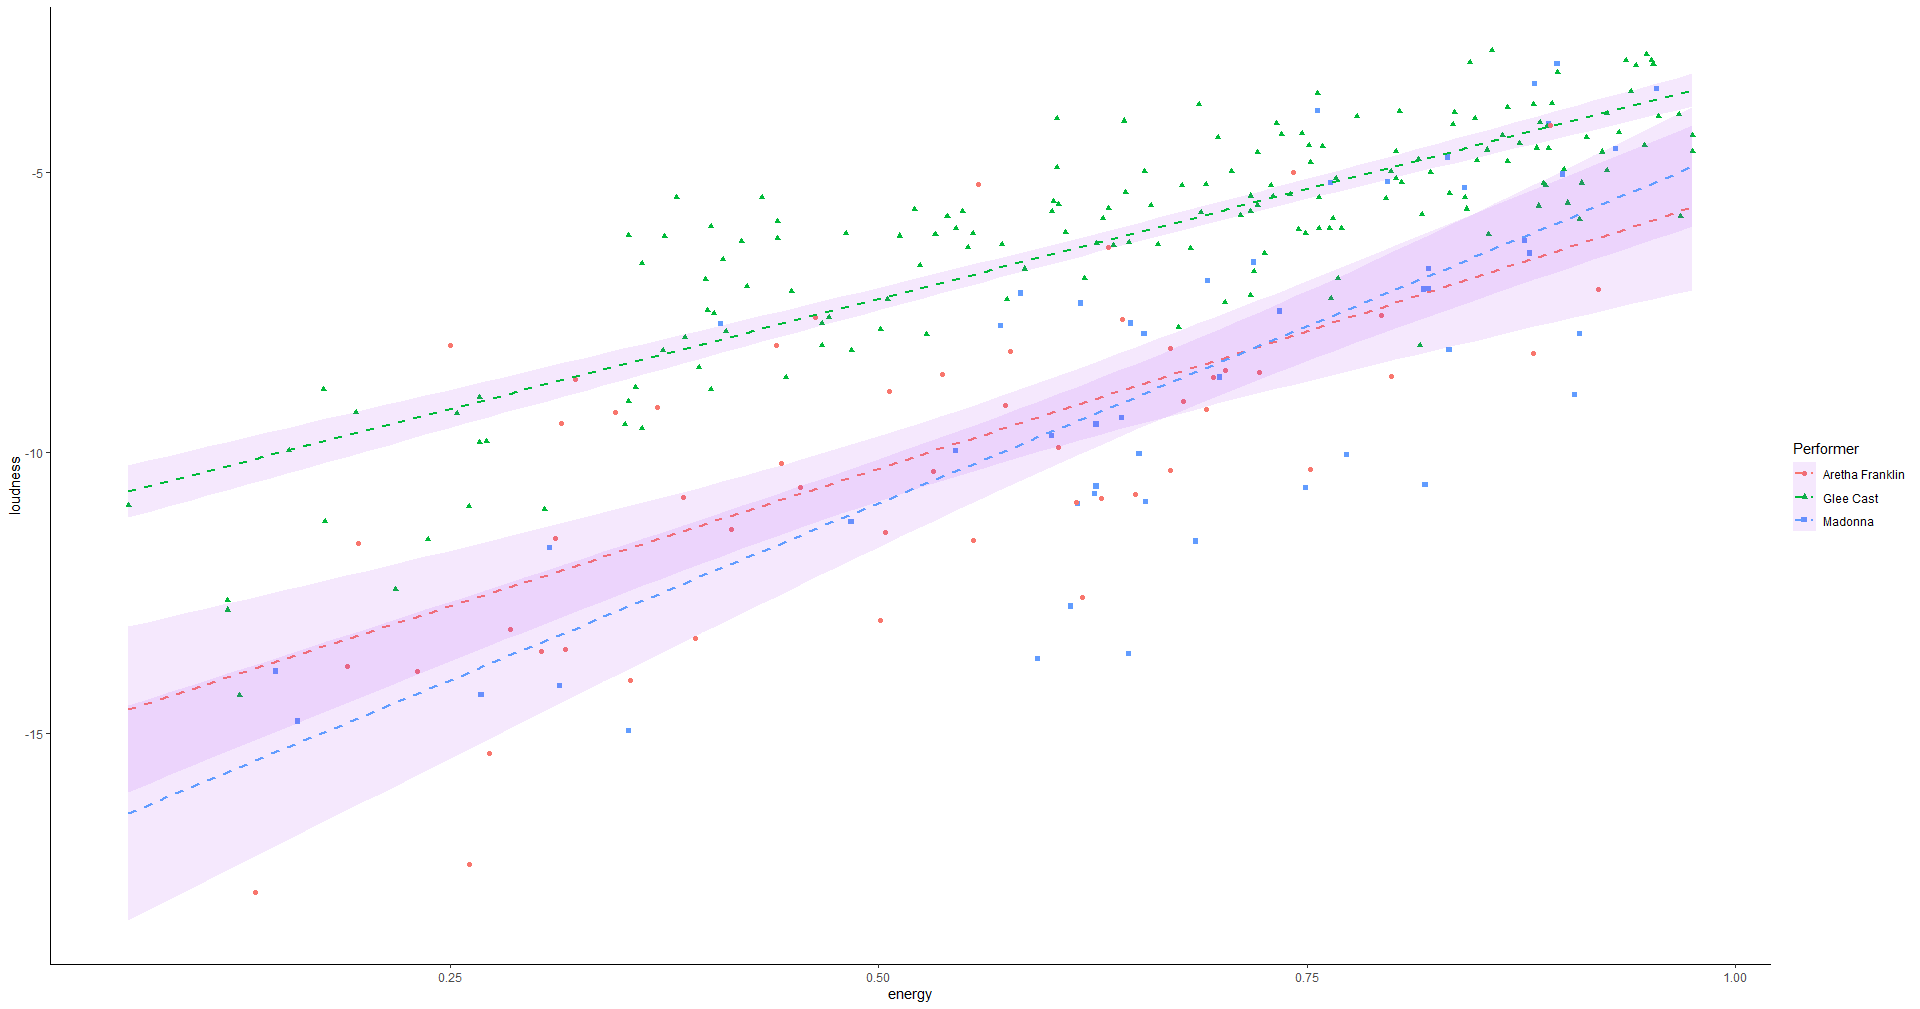 loudness
-5
-10
-15
0.25
0.50
0.75
1.00
energy
Performer
Aretha Franklin
Glee Cast
Madonna